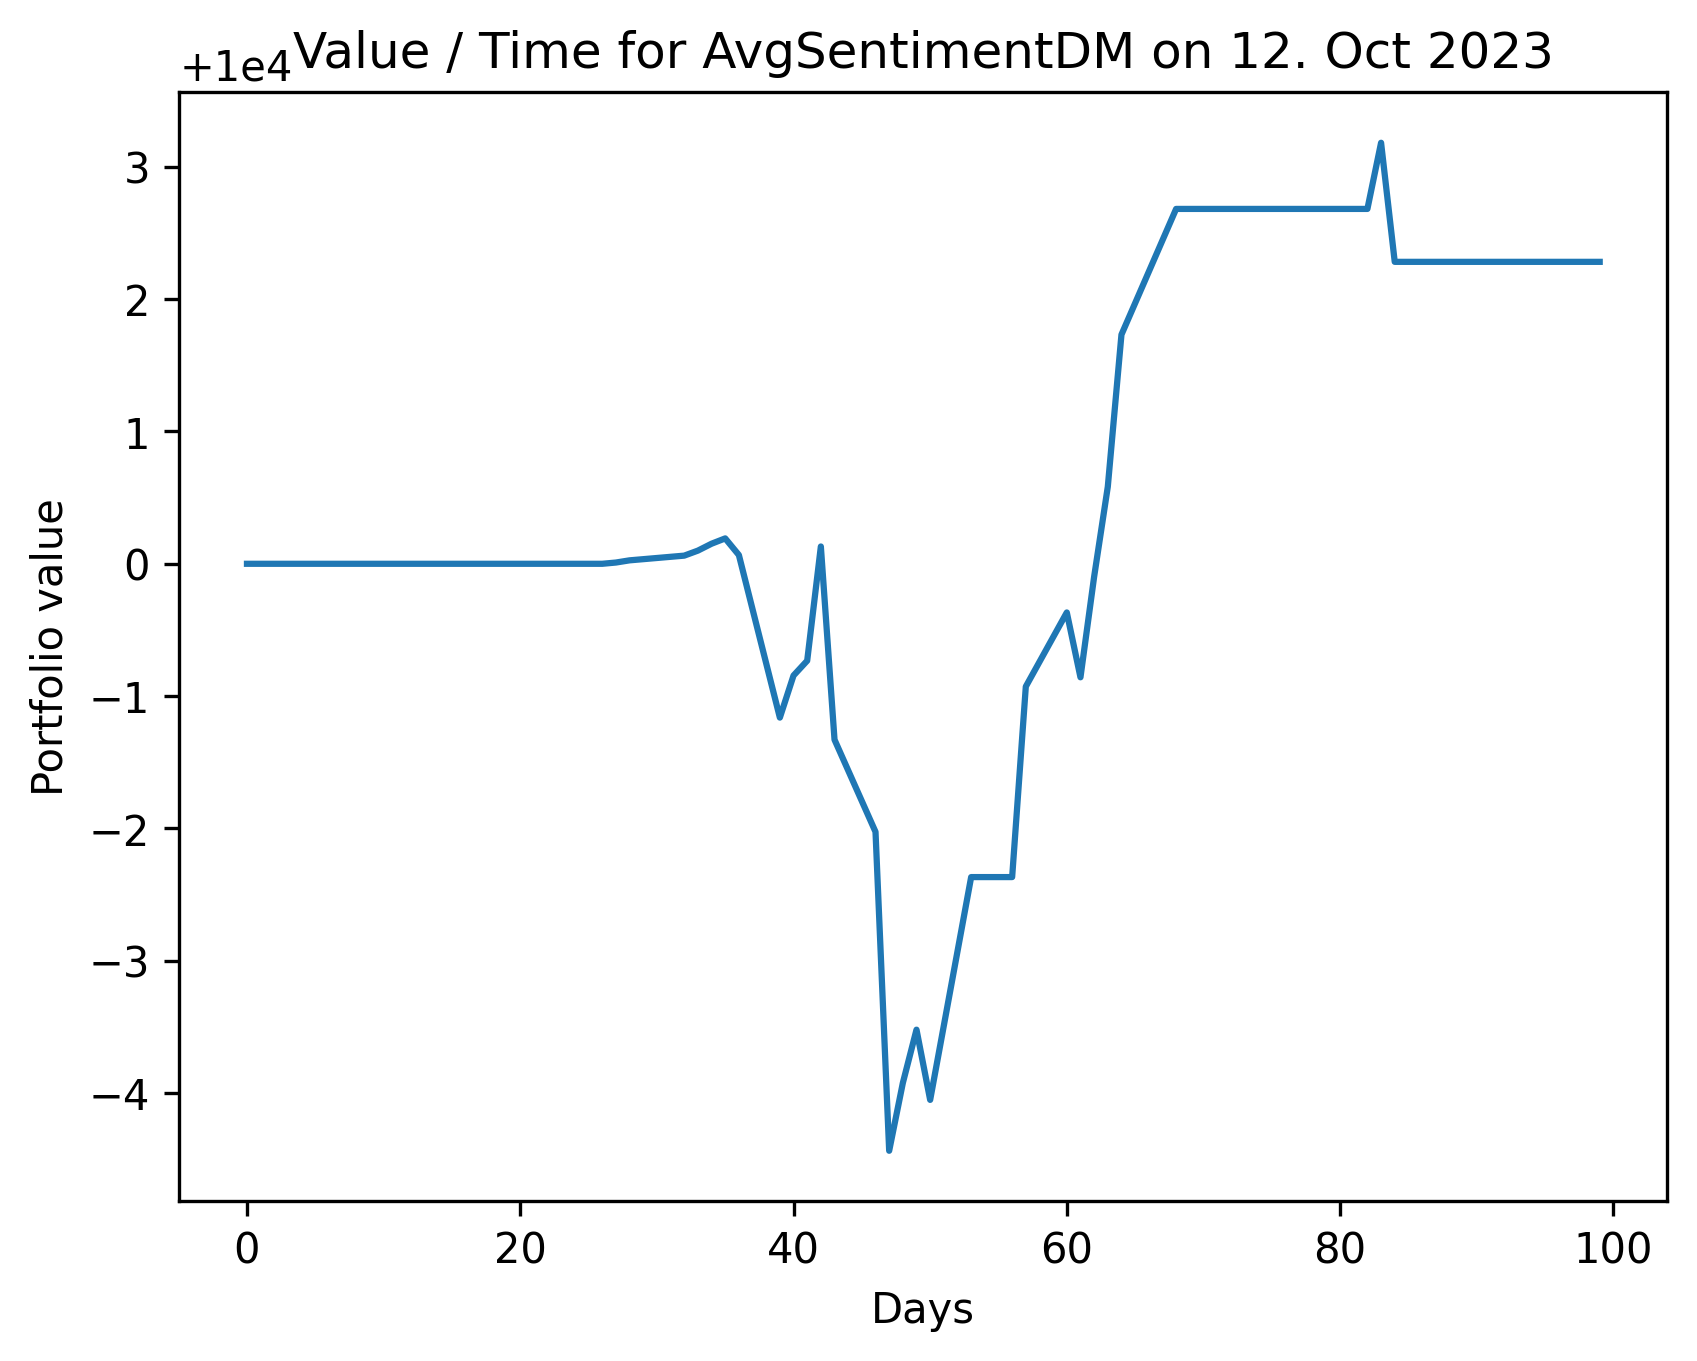 Value / Time for AvgSentimentDM on 12. Oct 2023
+1e4
3
2
1
0
−1
−2
−3
−4
Portfolio value
0 20 40 60 80 100
Days